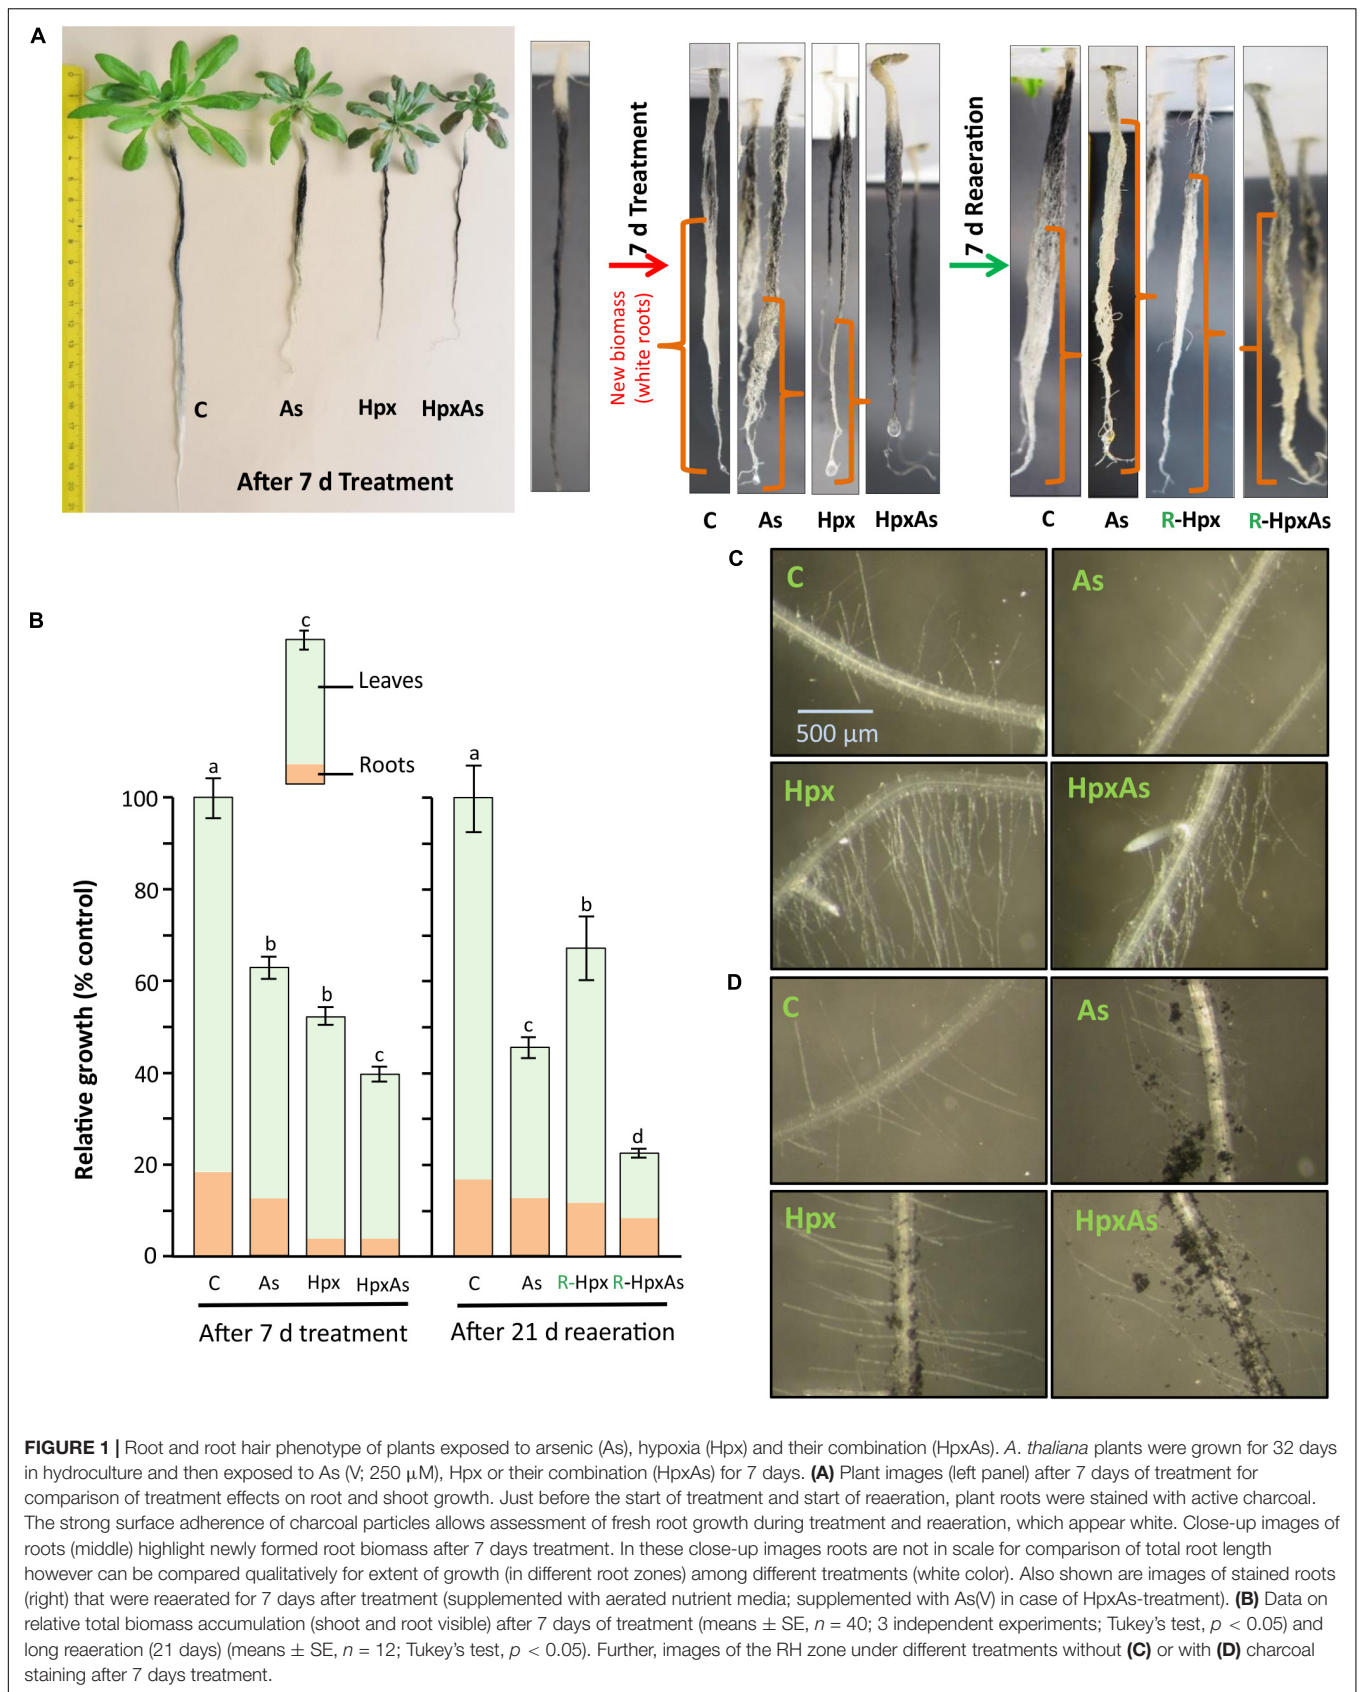 A
After 7 d Treatment
C
As
Hpx
HpxAs
7 d Treatment
New biomass
(white roots)
C
As
Hpx
HpxAs
7 d Reaeration
C
As
R-Hpx
R-HpxAs
B
c
Leaves
Roots
Relative growth (% control)
100
80
60
40
20
0
a
b
b
c
a
c
b
d
C
As
Hpx
HpxAs
C
As
R-Hpx
R-HpxAs
After 7 d treatment
After 21 d reaeration
C
C
As
500 µm
Hpx
HpxAs
D
C
As
Hpx
HpxAs
FIGURE 1 | Root and root hair phenotype of plants exposed to arsenic (As), hypoxia (Hpx) and their combination (HpxAs). A. thaliana plants were grown for 32 days
in hydroculture and then exposed to As (V; 250 µM), Hpx or their combination (HpxAs) for 7 days. (A) Plant images (left panel) after 7 days of treatment for
comparison of treatment effects on root and shoot growth. Just before the start of treatment and start of reaeration, plant roots were stained with active charcoal.
The strong surface adherence of charcoal particles allows assessment of fresh root growth during treatment and reaeration, which appear white. Close-up images of
roots (middle) highlight newly formed root biomass after 7 days treatment. In these close-up images roots are not in scale for comparison of total root length
however can be compared qualitatively for extent of growth (in different root zones) among different treatments (white color). Also shown are images of stained roots
(right) that were reaerated for 7 days after treatment (supplemented with aerated nutrient media; supplemented with As(V) in case of HpxAs-treatment). (B) Data on
relative total biomass accumulation (shoot and root visible) after 7 days of treatment (means ± SE, n = 40; 3 independent experiments; Tukey's test, p < 0.05) and
long reaeration (21 days) (means ± SE, n = 12; Tukey's test, p < 0.05). Further, images of the RH zone under different treatments without (C) or with (D) charcoal
staining after 7 days treatment.